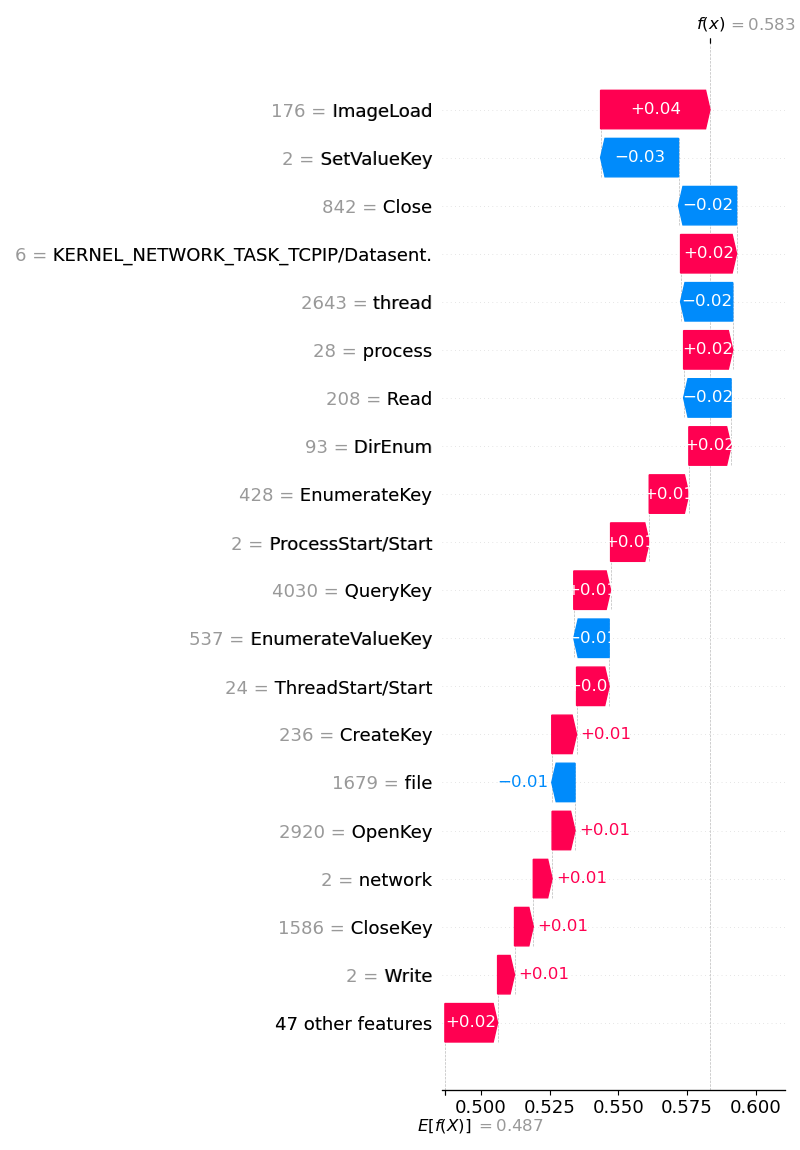 f(x) = 0.583
176 = ImageLoad +0.04
2 = SetValueKey −0.03
842 = Close −0.02
6 = KERNEL_NETWORK_TASK_TCPIP/Datasent. +0.02
2643 = thread −0.02
28 = process +0.02
208 = Read −0.02
93 = DirEnum +0.02
428 = EnumerateKey +0.01
2 = ProcessStart/Start +0.01
4030 = QueryKey +0.01
537 = EnumerateValueKey −0.01
24 = ThreadStart/Start +0.01
236 = CreateKey +0.01
1679 = file −0.01
2920 = OpenKey +0.01
2 = network +0.01
1586 = CloseKey +0.01
2 = Write +0.01
47 other features +0.02
0.500 0.525 0.550 0.575 0.600
E[f(X)] = 0.487